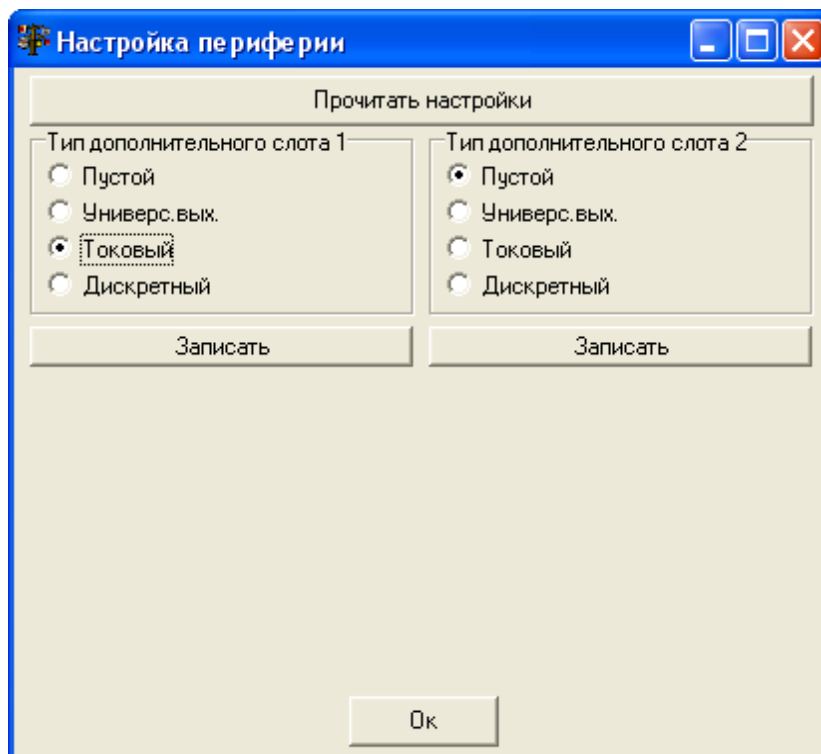 Настройка периферии
Прочитать настройки
Тип дополнительного слота 1
Пустой
Универс.вых.
Токовый
Дискретный
Записать
Тип дополнительного слота 2
Пустой
Универс.вых.
Токовый
Дискретный
Записать
Ок